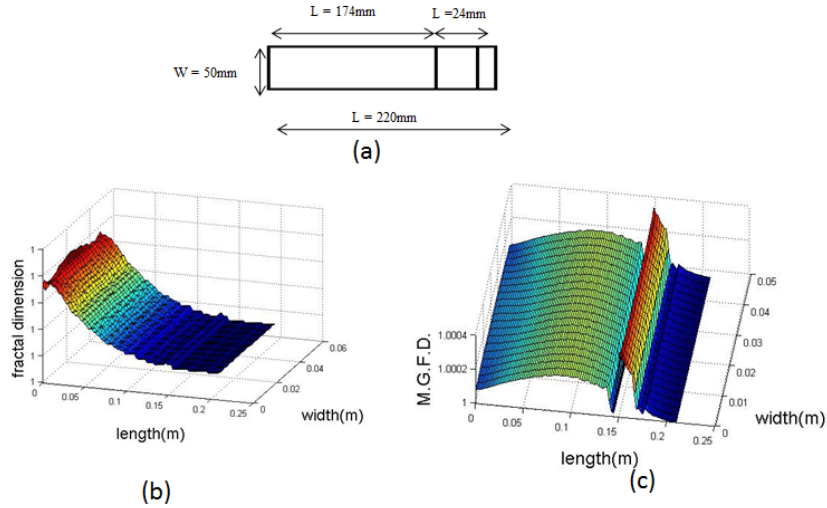 L = 174mm
L =24mm
W = 50mm
L = 220mm
(a)
fractal dimension
1
1
1
1
1
1
0
0.05
0.1
0.15
0.2
0.25
0
0.02
0.04
0.06
length(m)
width(m)
(b)
M.G.F.D.
1.0004
1.0002
1
0
0.05
0.1
0.15
0.2
0.25
0
0.01
0.02
0.03
0.04
0.05
length(m)
width(m)
(c)